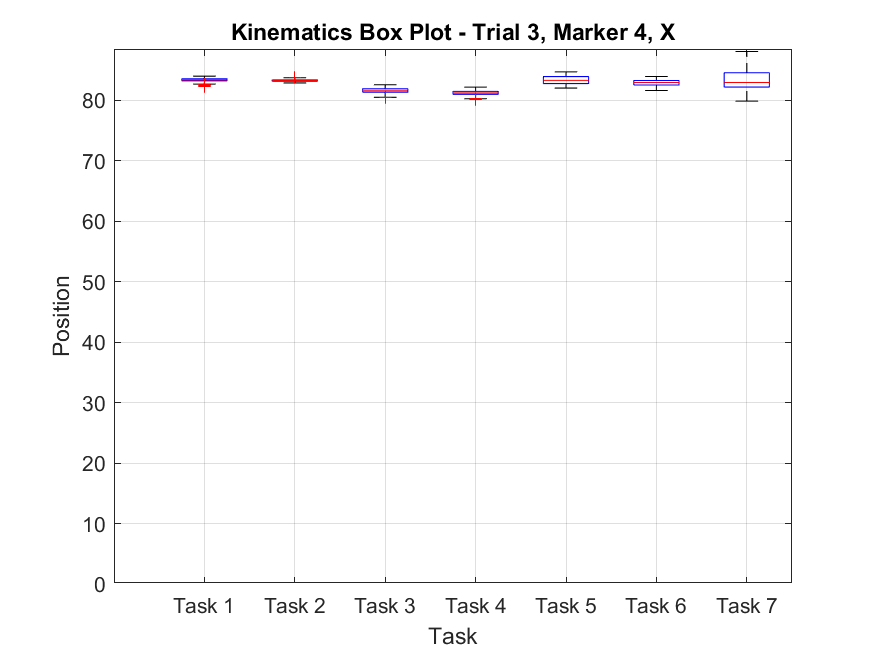 Kinematics Box Plot - Trial 3, Marker 4, X
80
70
60
50
40
30
20
10
0
Position
Task 1 Task 2 Task 3 Task 4 Task 5 Task 6 Task 7
Task